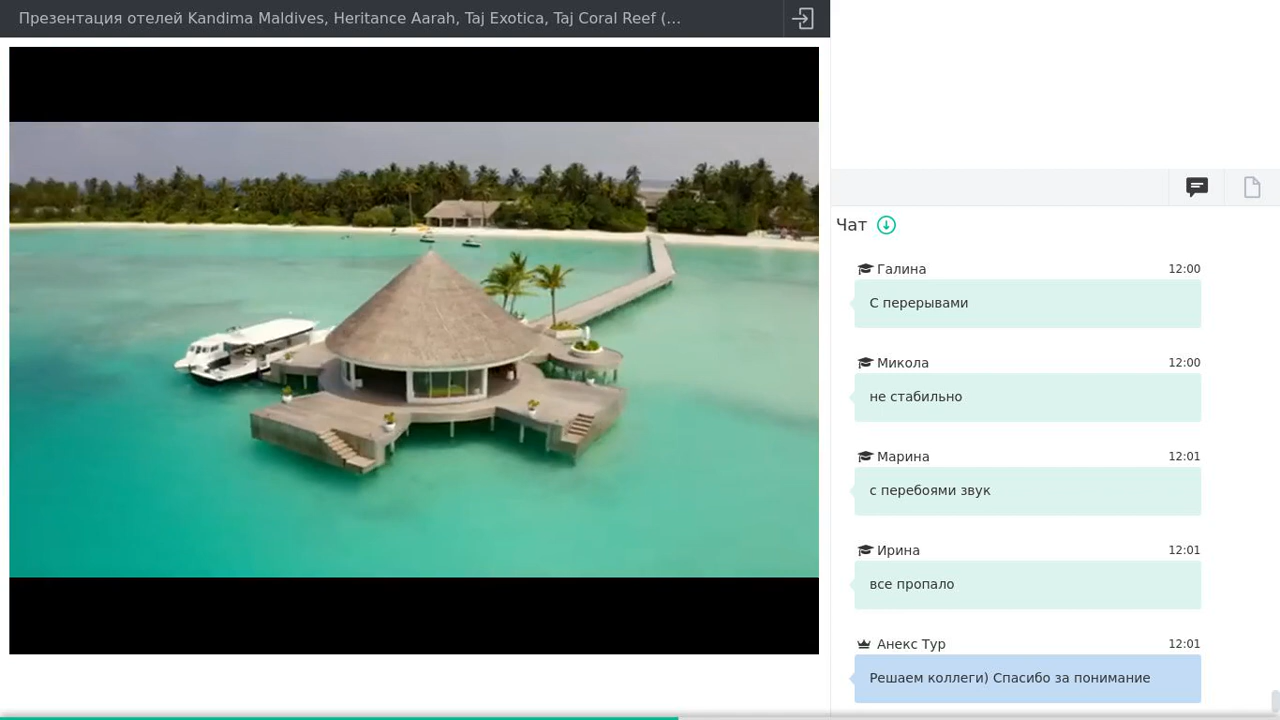 Презентация отелей Kandima Maldives, Heritance Aarah, Taj Exotica, Taj Coral Reef (...
Чат
Галина 12:00
С перерывами
Микола 12:00
не стабильно
Марина 12:01
с перебоями звук
Ирина 12:01
все пропало
Анекс Тур 12:01
Решаем коллеги) Спасибо за понимание